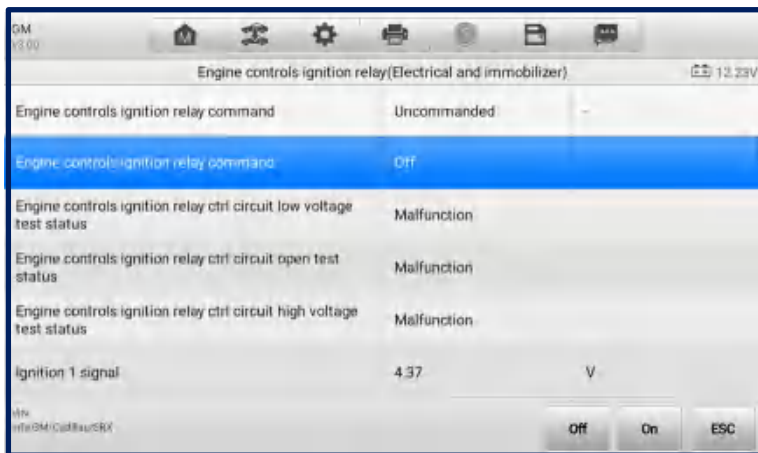 GM
V3.00
Engine controls ignition relay(Electrical and immobilizer)
12.23V
Engine controls ignition relay command Uncommanded -
Engine controls ignition relay command Off
Engine controls ignition relay ctrl circuit low voltage
test status
Malfunction
Engine controls ignition relay ctrl circuit open test
status
Malfunction
Engine controls ignition relay ctrl circuit high voltage
test status
Malfunction
Ignition 1 signal 4.37 V
VIN
Off On ESC